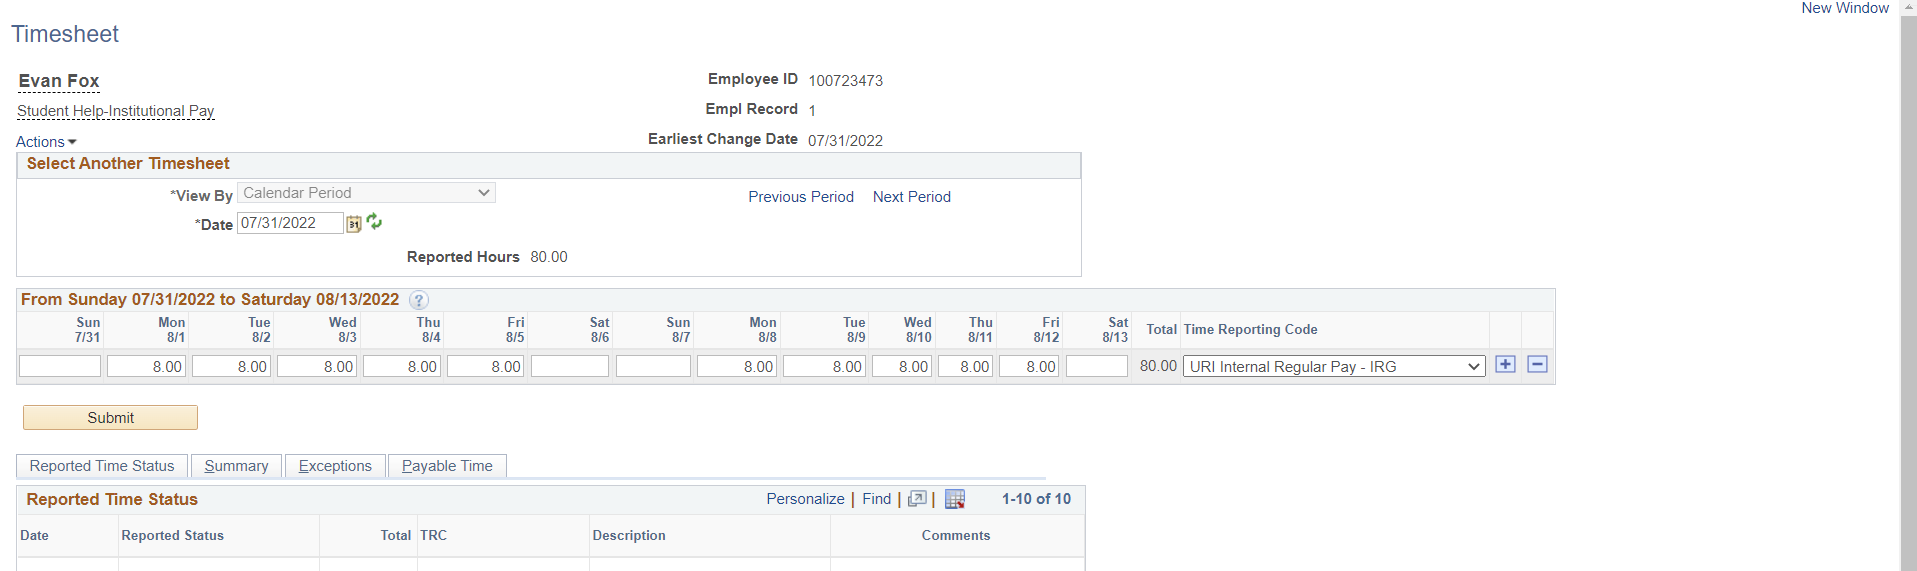 New Window
Timesheet
Evan Fox
Employee ID 100723473
Student Help-Institutional Pay
Empl Record 1
Actions
Earliest Change Date 07/31/2022
Select Another Timesheet
*View By Calendar Period
Previous Period Next Period
*Date 07/31/2022 31
Reported Hours 80.00
From Sunday 07/31/2022 to Saturday 08/13/2022 ?
Sun 7/31 Mon 8/1 Tue 8/2 Wed 8/3 Thu 8/4 Fri 8/5 Sat 8/6 Sun 8/7 Mon 8/8 Tue 8/9 Wed 8/10 Thu 8/11 Fri 8/12 Sat 8/13 Total Time Reporting Code
8.00 8.00 8.00 8.00 8.00 8.00 8.00 8.00 8.00 8.00 80.00 URI Internal Regular Pay - IRG + −
Submit
Reported Time Status Summary Exceptions Payable Time
Reported Time Status Personalize | Find | | 1-10 of 10
Date Reported Status Total TRC Description Comments